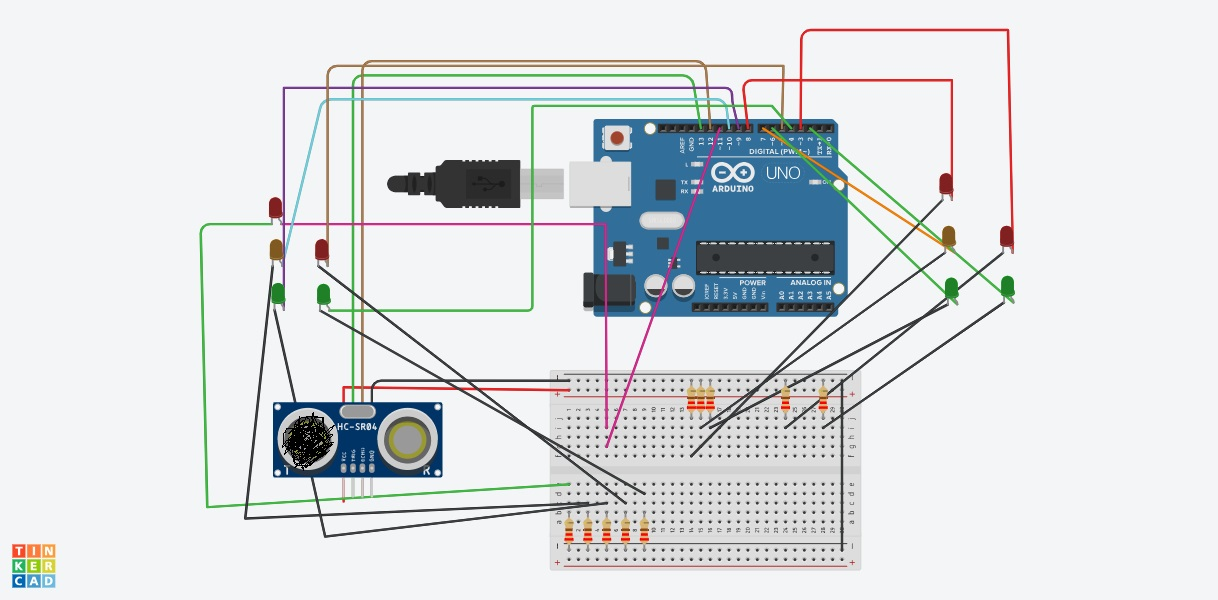 AREF
GND
13
12
~11
~10
~9
8
7
~6
~5
4
~3
2
TX→1
RX←0
DIGITAL (PWM~)
L
TX
RX
UNO
ARDUINO
ON
POWER
ANALOG IN
IOREF
RESET
3.3V
5V
GND
GND
Vin
A0
A1
A2
A3
A4
A5
HC-SR04
VCC
TRIG
ECHO
GND
T
R
a b c d e
f g h i j
TIN
KER
CAD